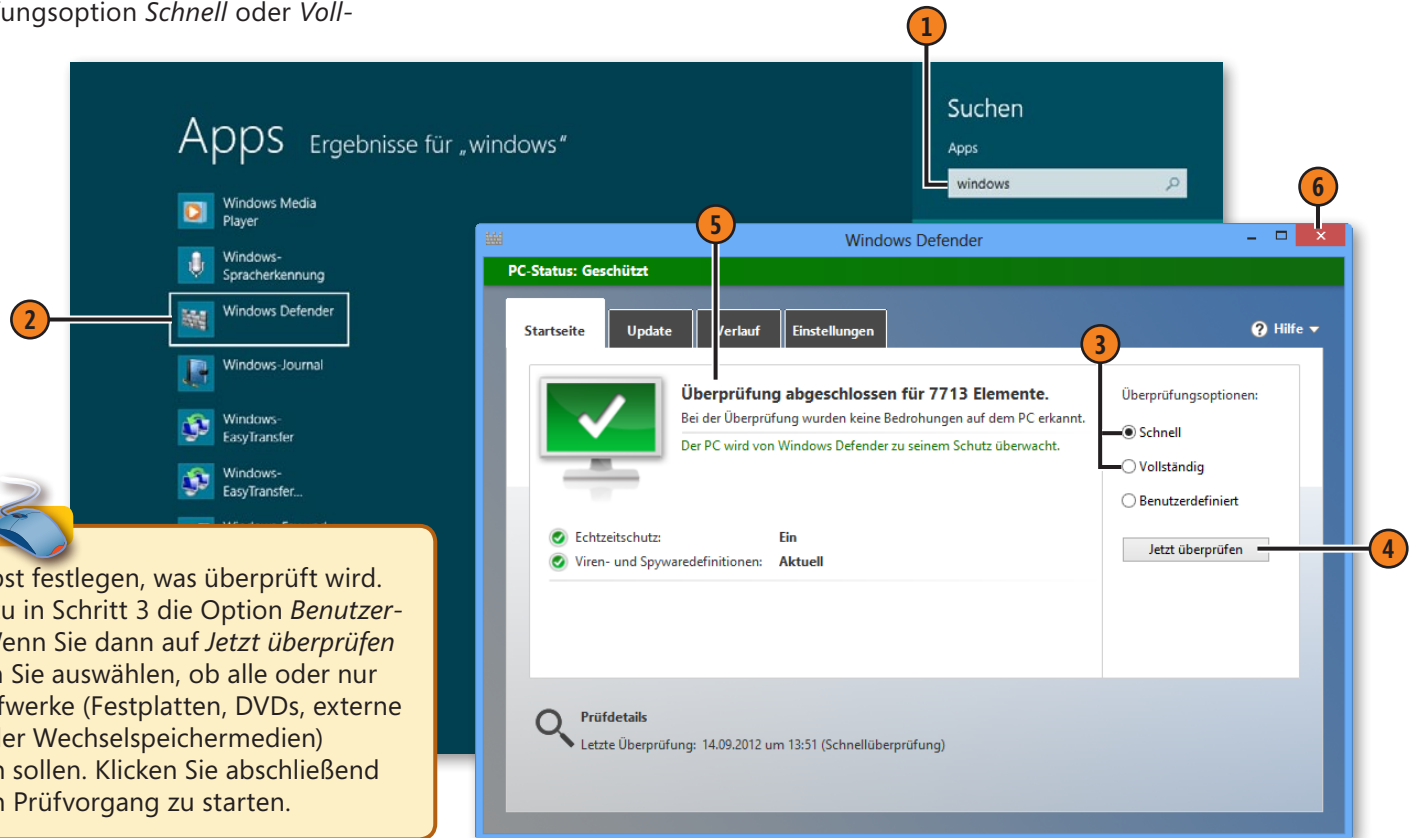 ungsoption Schnell oder Voll-
1
Apps Ergebnisse für „windows"
Suchen
Apps
windows
Windows Media
Player
Windows-
Spracherkennung
2
Windows Defender
Windows-Journal
Windows-
EasyTransfer
Windows-
EasyTransfer...
6
5
Windows Defender
PC-Status: Geschützt
Startseite
Update
Verlauf
Einstellungen
Hilfe
3
Überprüfung abgeschlossen für 7713 Elemente.
Bei der Überprüfung wurden keine Bedrohungen auf dem PC erkannt.
Der PC wird von Windows Defender zu seinem Schutz überwacht.
Echtzeitschutz: Ein
Viren- und Spywaredefinitionen: Aktuell
Überprüfungsoptionen:
Schnell
Vollständig
Benutzerdefiniert
Jetzt überprüfen
4
Prüfdetails
Letzte Überprüfung: 14.09.2012 um 13:51 (Schnellüberprüfung)
ost festlegen, was überprüft wird.
u in Schritt 3 die Option Benutzer-
Wenn Sie dann auf Jetzt überprüfen
n Sie auswählen, ob alle oder nur
fwerke (Festplatten, DVDs, externe
der Wechselspeichermedien)
n sollen. Klicken Sie abschließend
n Prüfvorgang zu starten.